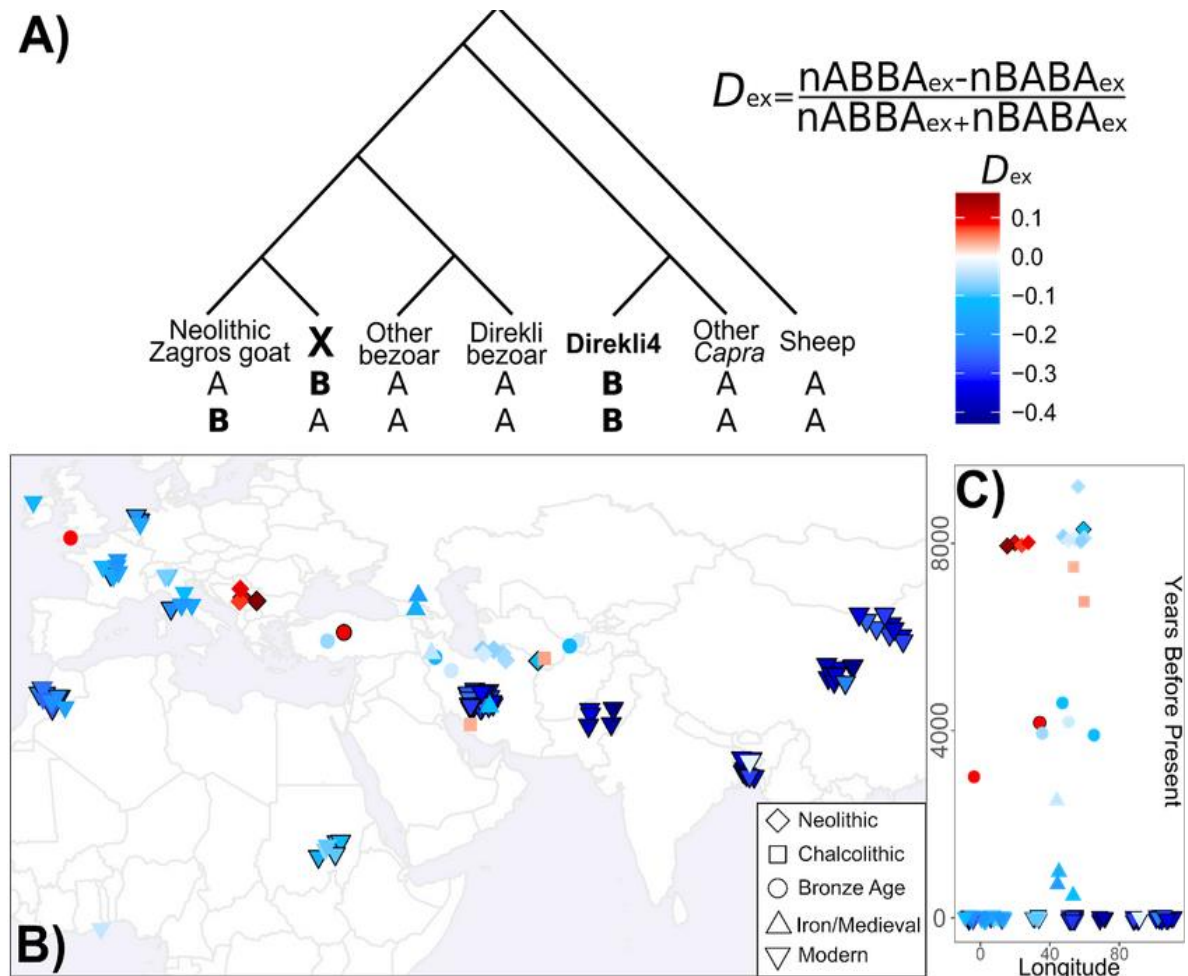 A)
Dex=
nABBAex-nBABAex
nABBAex+nBABAex
Dex
0.1
0.0
−0.1
−0.2
−0.3
−0.4
Neolithic
Zagros goat
X
Other
bezoar
Direkli
bezoar
Direkli4
Other
Capra
Sheep
A B A A B A A
B A A A B A A
B)
Neolithic
Chalcolithic
Bronze Age
Iron/Medieval
Modern
C)
8000
4000
0
Years Before Present
0 40 80
Longitude